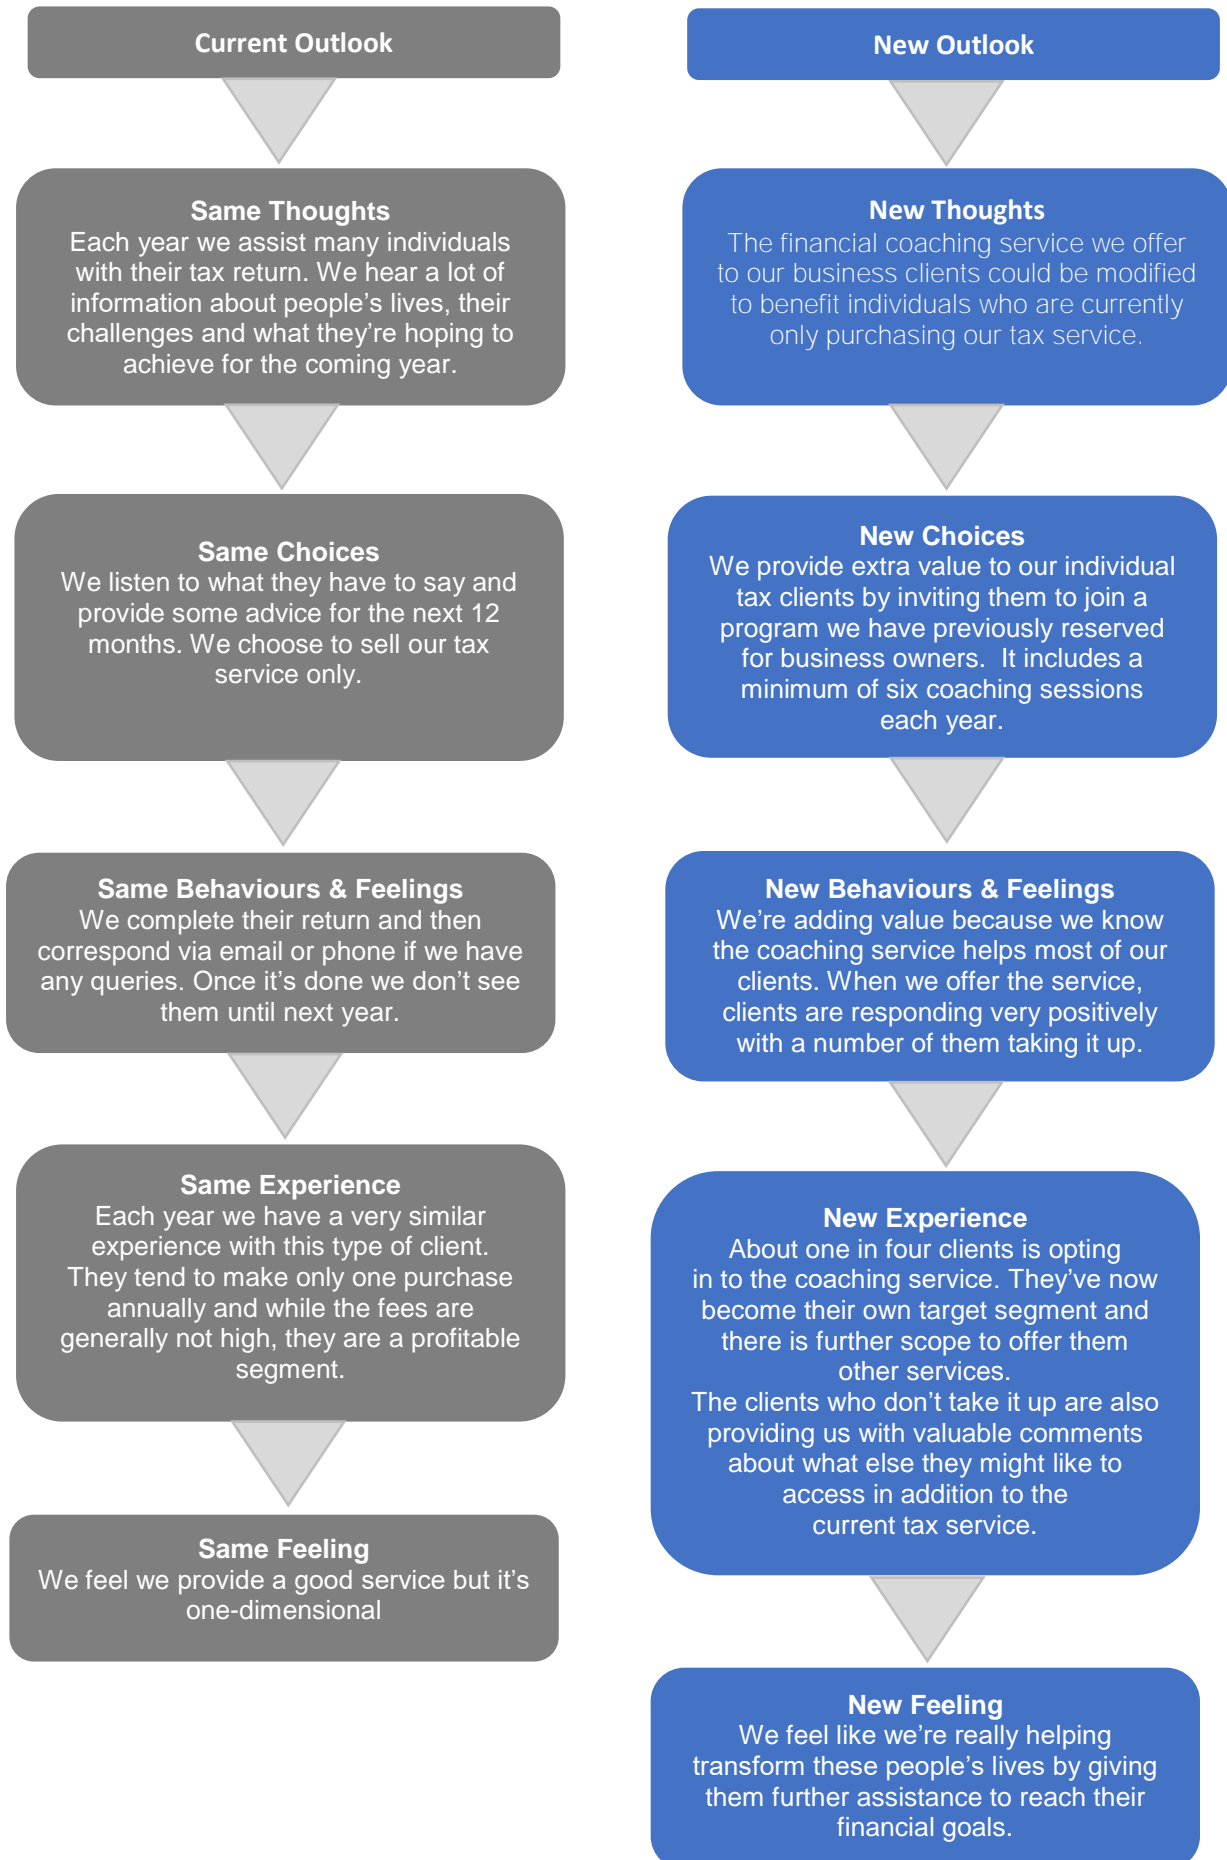 Current Outlook
Same Thoughts
Each year we assist many individuals
with their tax return. We hear a lot of
information about people’s lives, their
challenges and what they’re hoping to
achieve for the coming year.
Same Choices
We listen to what they have to say and
provide some advice for the next 12
months. We choose to sell our tax
service only.
Same Behaviours & Feelings
We complete their return and then
correspond via email or phone if we have
any queries. Once it’s done we don’t see
them until next year.
Same Experience
Each year we have a very similar
experience with this type of client.
They tend to make only one purchase
annually and while the fees are
generally not high, they are a profitable
segment.
Same Feeling
We feel we provide a good service but it’s
one-dimensional
New Outlook
New Thoughts
The financial coaching service we offer
to our business clients could be modified
to benefit individuals who are currently
only purchasing our tax service.
New Choices
We provide extra value to our individual
tax clients by inviting them to join a
program we have previously reserved
for business owners.  It includes a
minimum of six coaching sessions
each year.
New Behaviours & Feelings
We’re adding value because we know
the coaching service helps most of our
clients. When we offer the service,
clients are responding very positively
with a number of them taking it up.
New Experience
About one in four clients is opting
in to the coaching service. They’ve now
become their own target segment and
there is further scope to offer them
other services.
The clients who don’t take it up are also
providing us with valuable comments
about what else they might like to
access in addition to the
current tax service.
New Feeling
We feel like we’re really helping
transform these people’s lives by giving
them further assistance to reach their
financial goals.